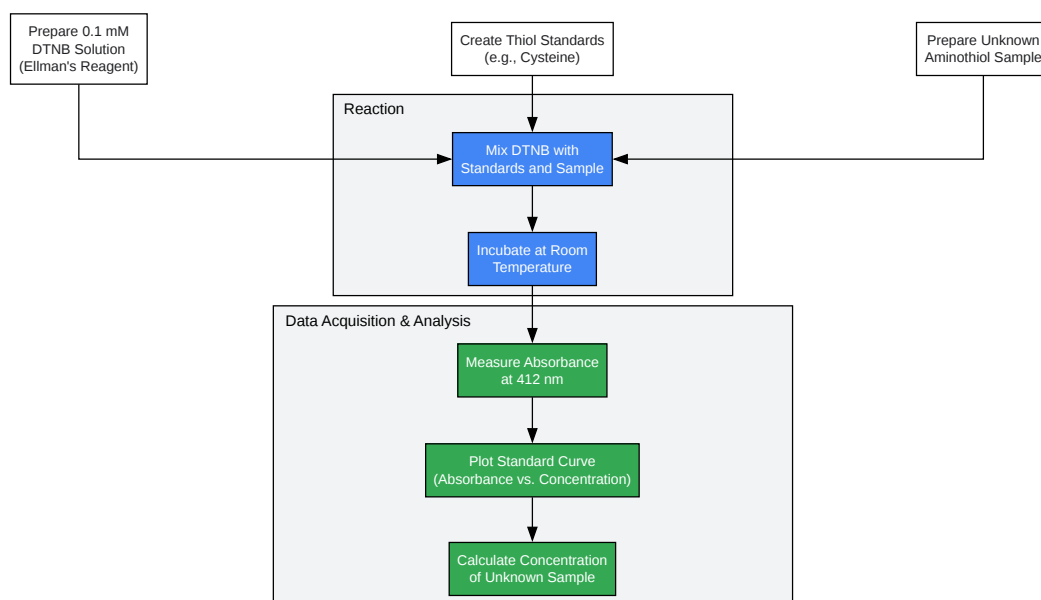 Prepare 0.1 mM
DTNB Solution
(Ellman's Reagent)
Create Thiol Standards
(e.g., Cysteine)
Prepare Unknown
Aminothiol Sample
Reaction
Mix DTNB with
Standards and Sample
Incubate at Room
Temperature
Data Acquisition & Analysis
Measure Absorbance
at 412 nm
Plot Standard Curve
(Absorbance vs. Concentration)
Calculate Concentration
of Unknown Sample